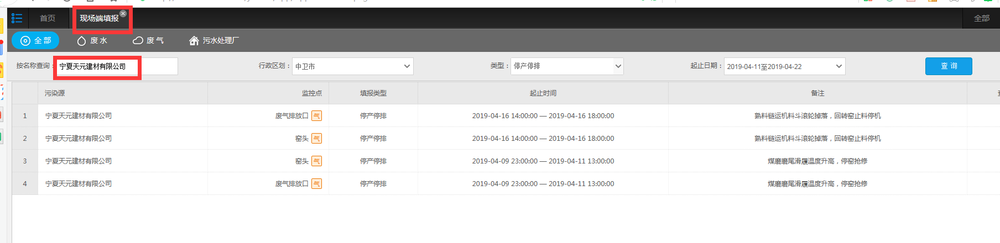 首页 现场端填报 全部
全部 废水 废气 污水处理厂
按名称查询： 宁夏天元建材有限公司 行政区划： 中卫市 类型： 停产停排 起止日期： 2019-04-11至2019-04-22 查询
污染源 监控点 填报类型 起止时间 备注
1 宁夏天元建材有限公司 废气排放口 气 停产停排 2019-04-16 14:00:00 — 2019-04-16 18:00:00 熟料链运机料斗滚轮掉落，回转窑止料停机
2 宁夏天元建材有限公司 窑头 气 停产停排 2019-04-16 14:00:00 — 2019-04-16 18:00:00 熟料链运机料斗滚轮掉落，回转窑止料停机
3 宁夏天元建材有限公司 窑头 气 停产停排 2019-04-09 23:00:00 — 2019-04-11 13:00:00 煤磨磨尾滑履温度升高，停窑抢修
4 宁夏天元建材有限公司 废气排放口 气 停产停排 2019-04-09 23:00:00 — 2019-04-11 13:00:00 煤磨磨尾滑履温度升高，停窑抢修